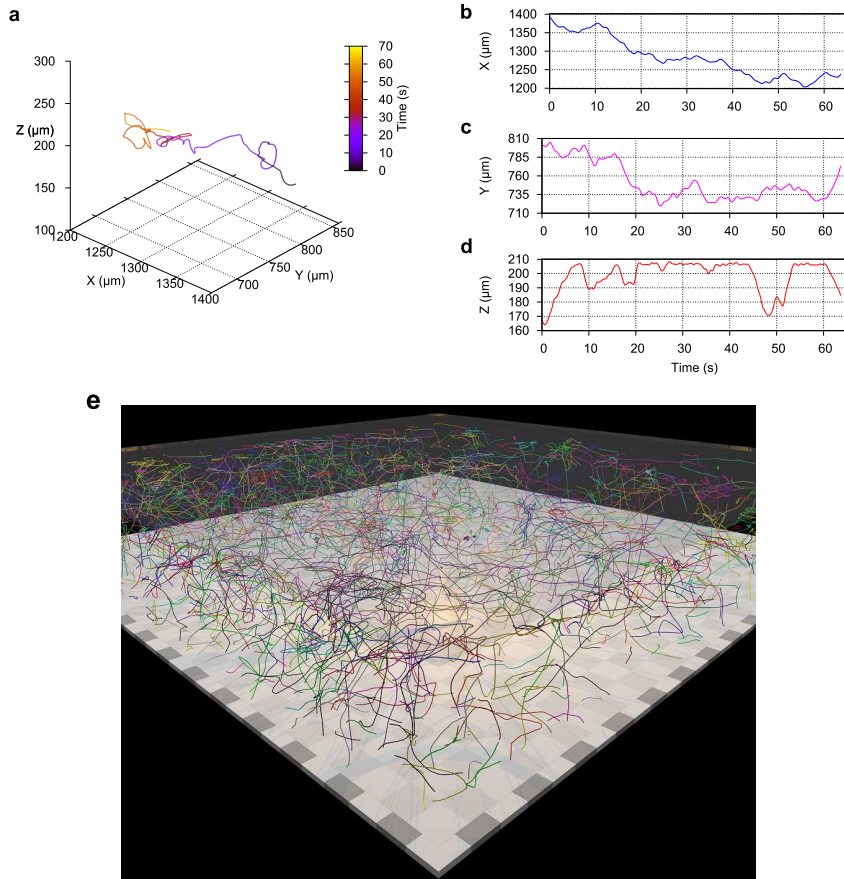 a
300
250
Z (µm)
200
150
100
1200
1250
1300
1350
1400
X (µm)
700
750
800
850
Y (µm)
70
60
50
40
30
20
10
0
Time (s)
b
1400
1350
1300
1250
1200
X (µm)
0 10 20 30 40 50 60
c
810
785
760
735
710
Y (µm)
0 10 20 30 40 50 60
d
210
200
190
180
170
160
Z (µm)
0 10 20 30 40 50 60
Time (s)
e